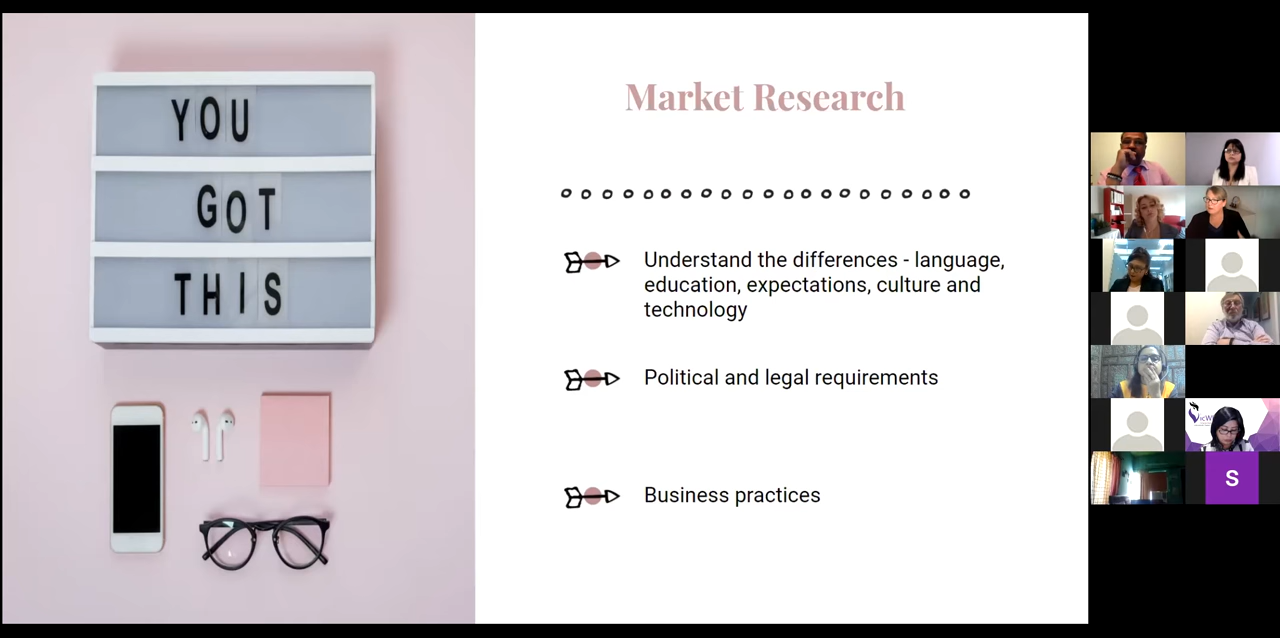 YOU
GOT
THIS
Market Research
Understand the differences - language,
education, expectations, culture and
technology
Political and legal requirements
Business practices
S